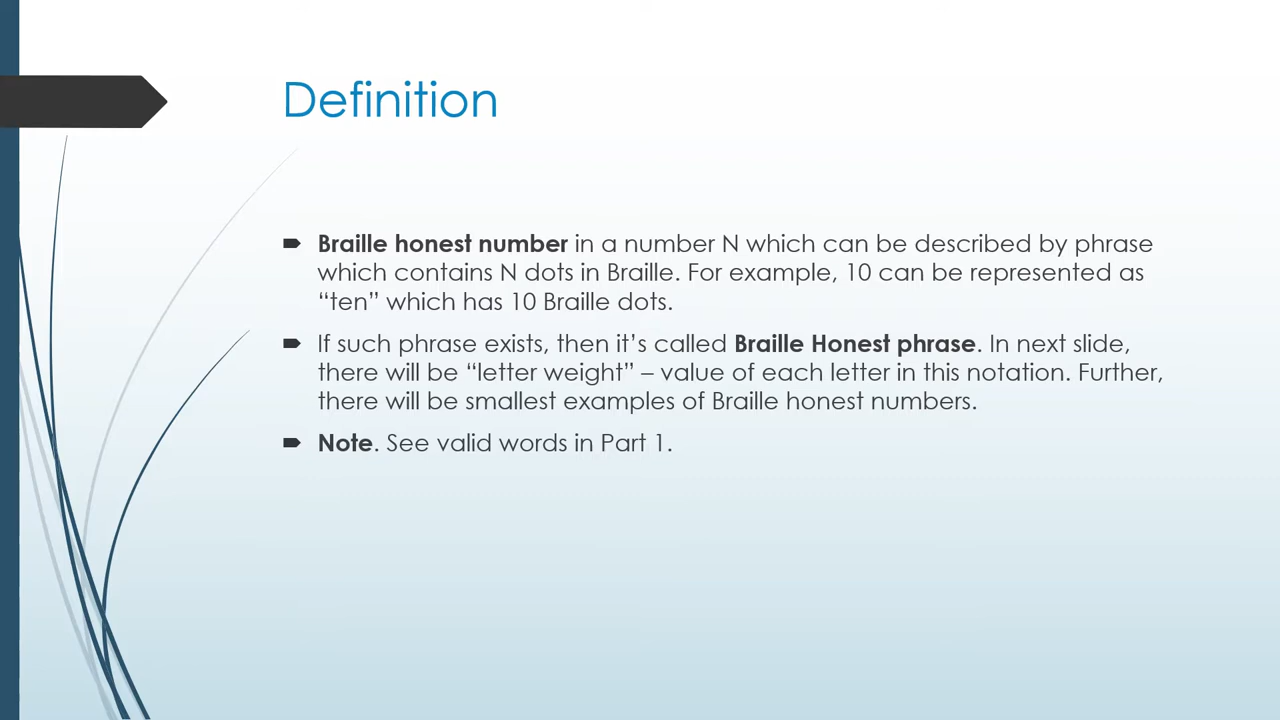 Definition
Braille honest number in a number N which can be described by phrase
which contains N dots in Braille. For example, 10 can be represented as
“ten” which has 10 Braille dots.
If such phrase exists, then it’s called Braille Honest phrase. In next slide,
there will be “letter weight” – value of each letter in this notation. Further,
there will be smallest examples of Braille honest numbers.
Note. See valid words in Part 1.